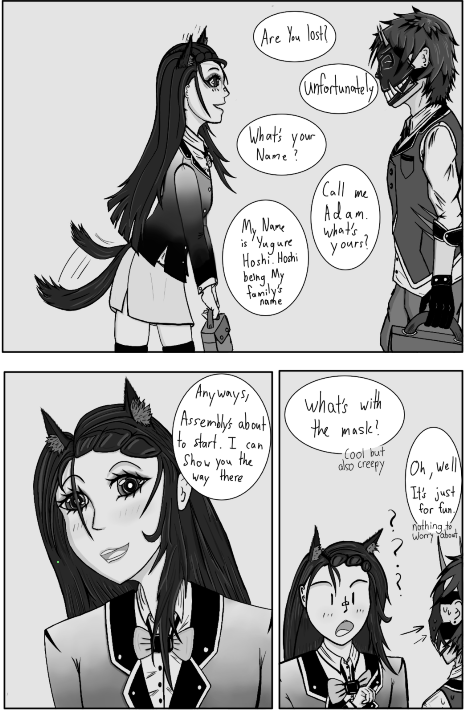 Are You lost?
Unfortunately
What's your
Name?
Call me
Adam.
what's
yours?
My Name
is Yugure
Hoshi. Hoshi
being My
family's
name
Anyways,
Assembly's about
to start. I can
Show you the
way there
What's with
the mask?
Cool but
also creepy
Oh, well
It's just
for fun.
nothing to
worry about
? ? ?